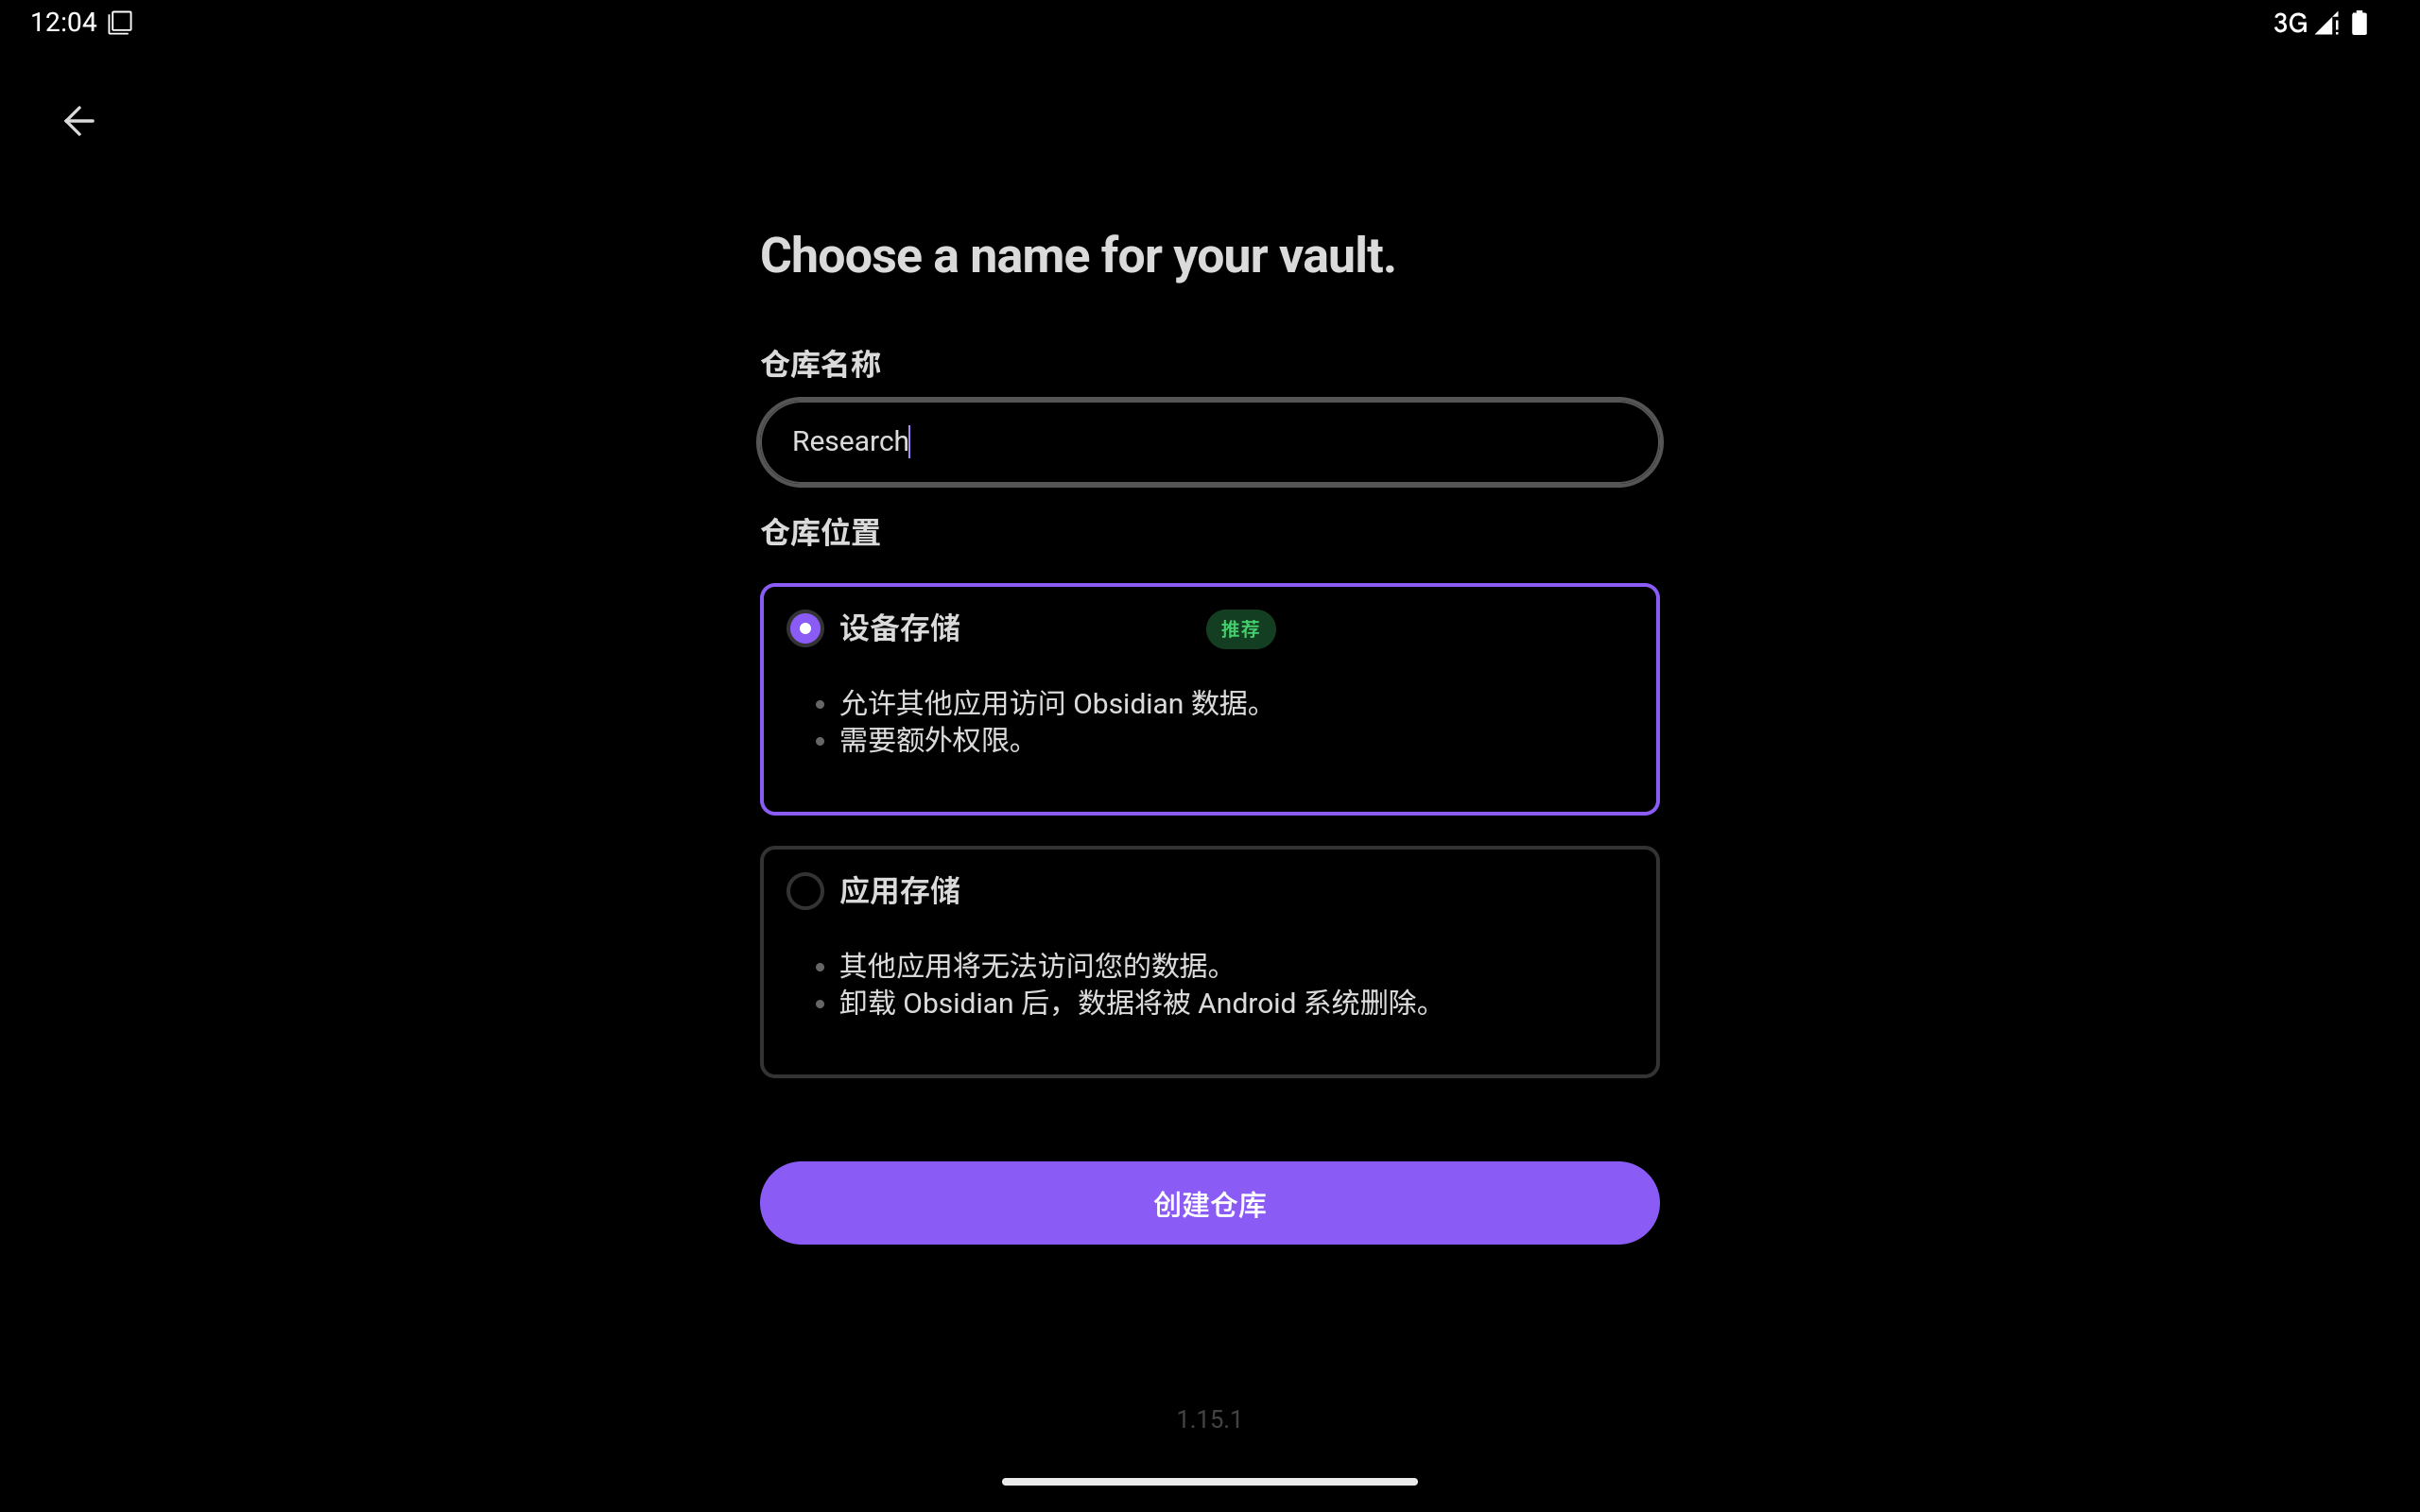 12:04
3G
Choose a name for your vault.
仓库名称
Research
仓库位置
设备存储
推荐
允许其他应用访问 Obsidian 数据。
需要额外权限。
应用存储
其他应用将无法访问您的数据。
卸载 Obsidian 后，数据将被 Android 系统删除。
创建仓库
1.15.1